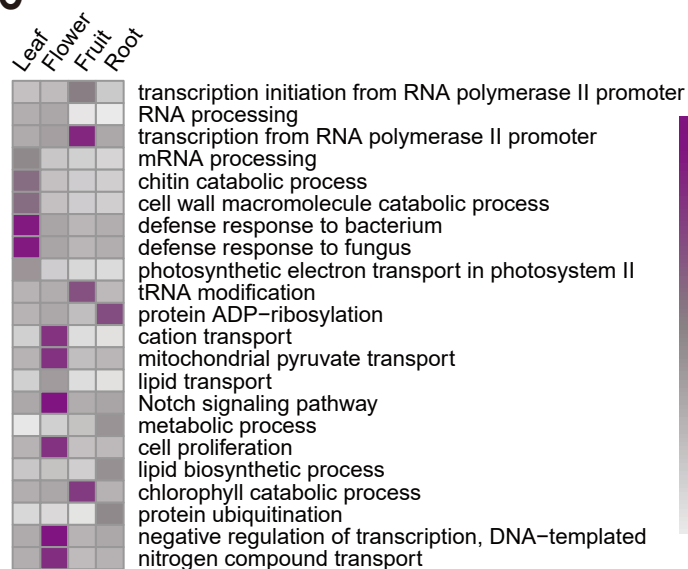 Leaf
Flower
Fruit
Root
transcription initiation from RNA polymerase II promoter
RNA processing
transcription from RNA polymerase II promoter
mRNA processing
chitin catabolic process
cell wall macromolecule catabolic process
defense response to bacterium
defense response to fungus
photosynthetic electron transport in photosystem II
tRNA modification
protein ADP−ribosylation
cation transport
mitochondrial pyruvate transport
lipid transport
Notch signaling pathway
metabolic process
cell proliferation
lipid biosynthetic process
chlorophyll catabolic process
protein ubiquitination
negative regulation of transcription, DNA−templated
nitrogen compound transport